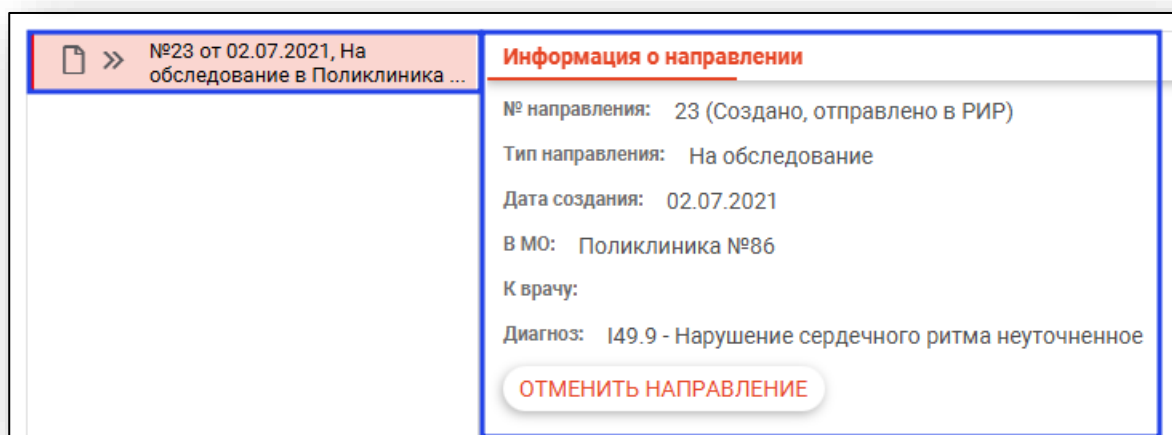 №23 от 02.07.2021, На
обследование в Поликлиника ...
Информация о направлении
№ направления: 23 (Создано, отправлено в РИР)
Тип направления: На обследование
Дата создания: 02.07.2021
В МО: Поликлиника №86
К врачу:
Диагноз: I49.9 - Нарушение сердечного ритма неуточненное
ОТМЕНИТЬ НАПРАВЛЕНИЕ